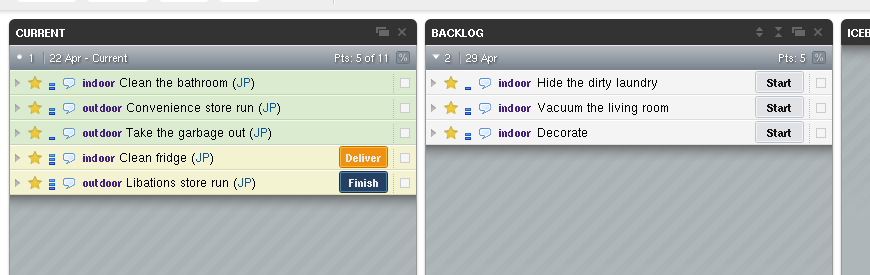 CURRENT
1 22 Apr - Current Pts: 5 of 11 %
indoor Clean the bathroom (JP)
outdoor Convenience store run (JP)
outdoor Take the garbage out (JP)
indoor Clean fridge (JP) Deliver
outdoor Libations store run (JP) Finish
BACKLOG
2 29 Apr Pts: 5 %
indoor Hide the dirty laundry Start
indoor Vacuum the living room Start
indoor Decorate Start
ICEB